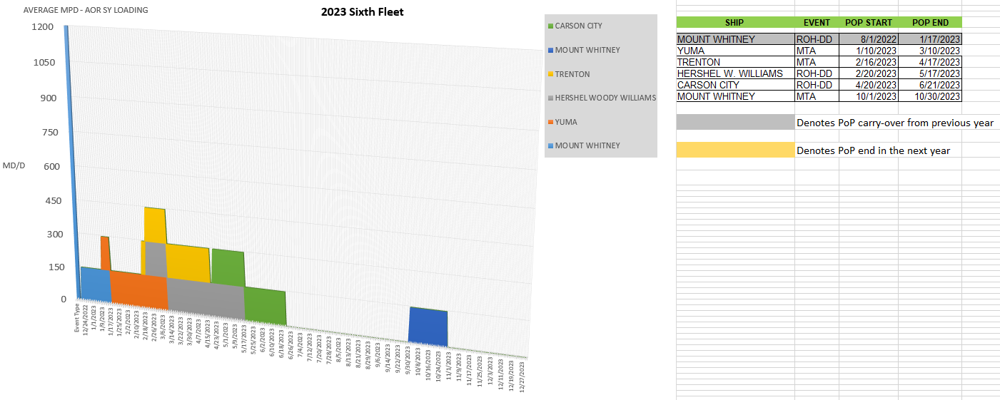 AVERAGE MPD - AOR SY LOADING
2023 Sixth Fleet
1200
1050
900
750
600
MD/D
450
300
150
0
Event Type
12/24/2022
1/1/2023
1/9/2023
1/17/2023
1/25/2023
2/2/2023
2/10/2023
2/18/2023
2/26/2023
3/6/2023
3/14/2023
3/22/2023
3/30/2023
4/7/2023
4/15/2023
4/23/2023
5/1/2023
5/9/2023
5/17/2023
5/25/2023
6/2/2023
6/10/2023
6/18/2023
6/26/2023
7/4/2023
7/12/2023
7/20/2023
7/28/2023
8/5/2023
8/13/2023
8/21/2023
8/29/2023
9/6/2023
9/14/2023
9/22/2023
9/30/2023
10/8/2023
10/16/2023
10/24/2023
11/1/2023
11/9/2023
11/17/2023
11/25/2023
12/3/2023
12/11/2023
12/19/2023
12/27/2023
CARSON CITY
MOUNT WHITNEY
TRENTON
HERSHEL WOODY WILLIAMS
YUMA
MOUNT WHITNEY
SHIP EVENT POP START POP END
MOUNT WHITNEY ROH-DD 8/1/2022 1/17/2023
YUMA MTA 1/10/2023 3/10/2023
TRENTON MTA 2/16/2023 4/17/2023
HERSHEL W. WILLIAMS ROH-DD 2/20/2023 5/17/2023
CARSON CITY ROH-DD 4/20/2023 6/21/2023
MOUNT WHITNEY MTA 10/1/2023 10/30/2023
Denotes PoP carry-over from previous year
Denotes PoP end in the next year